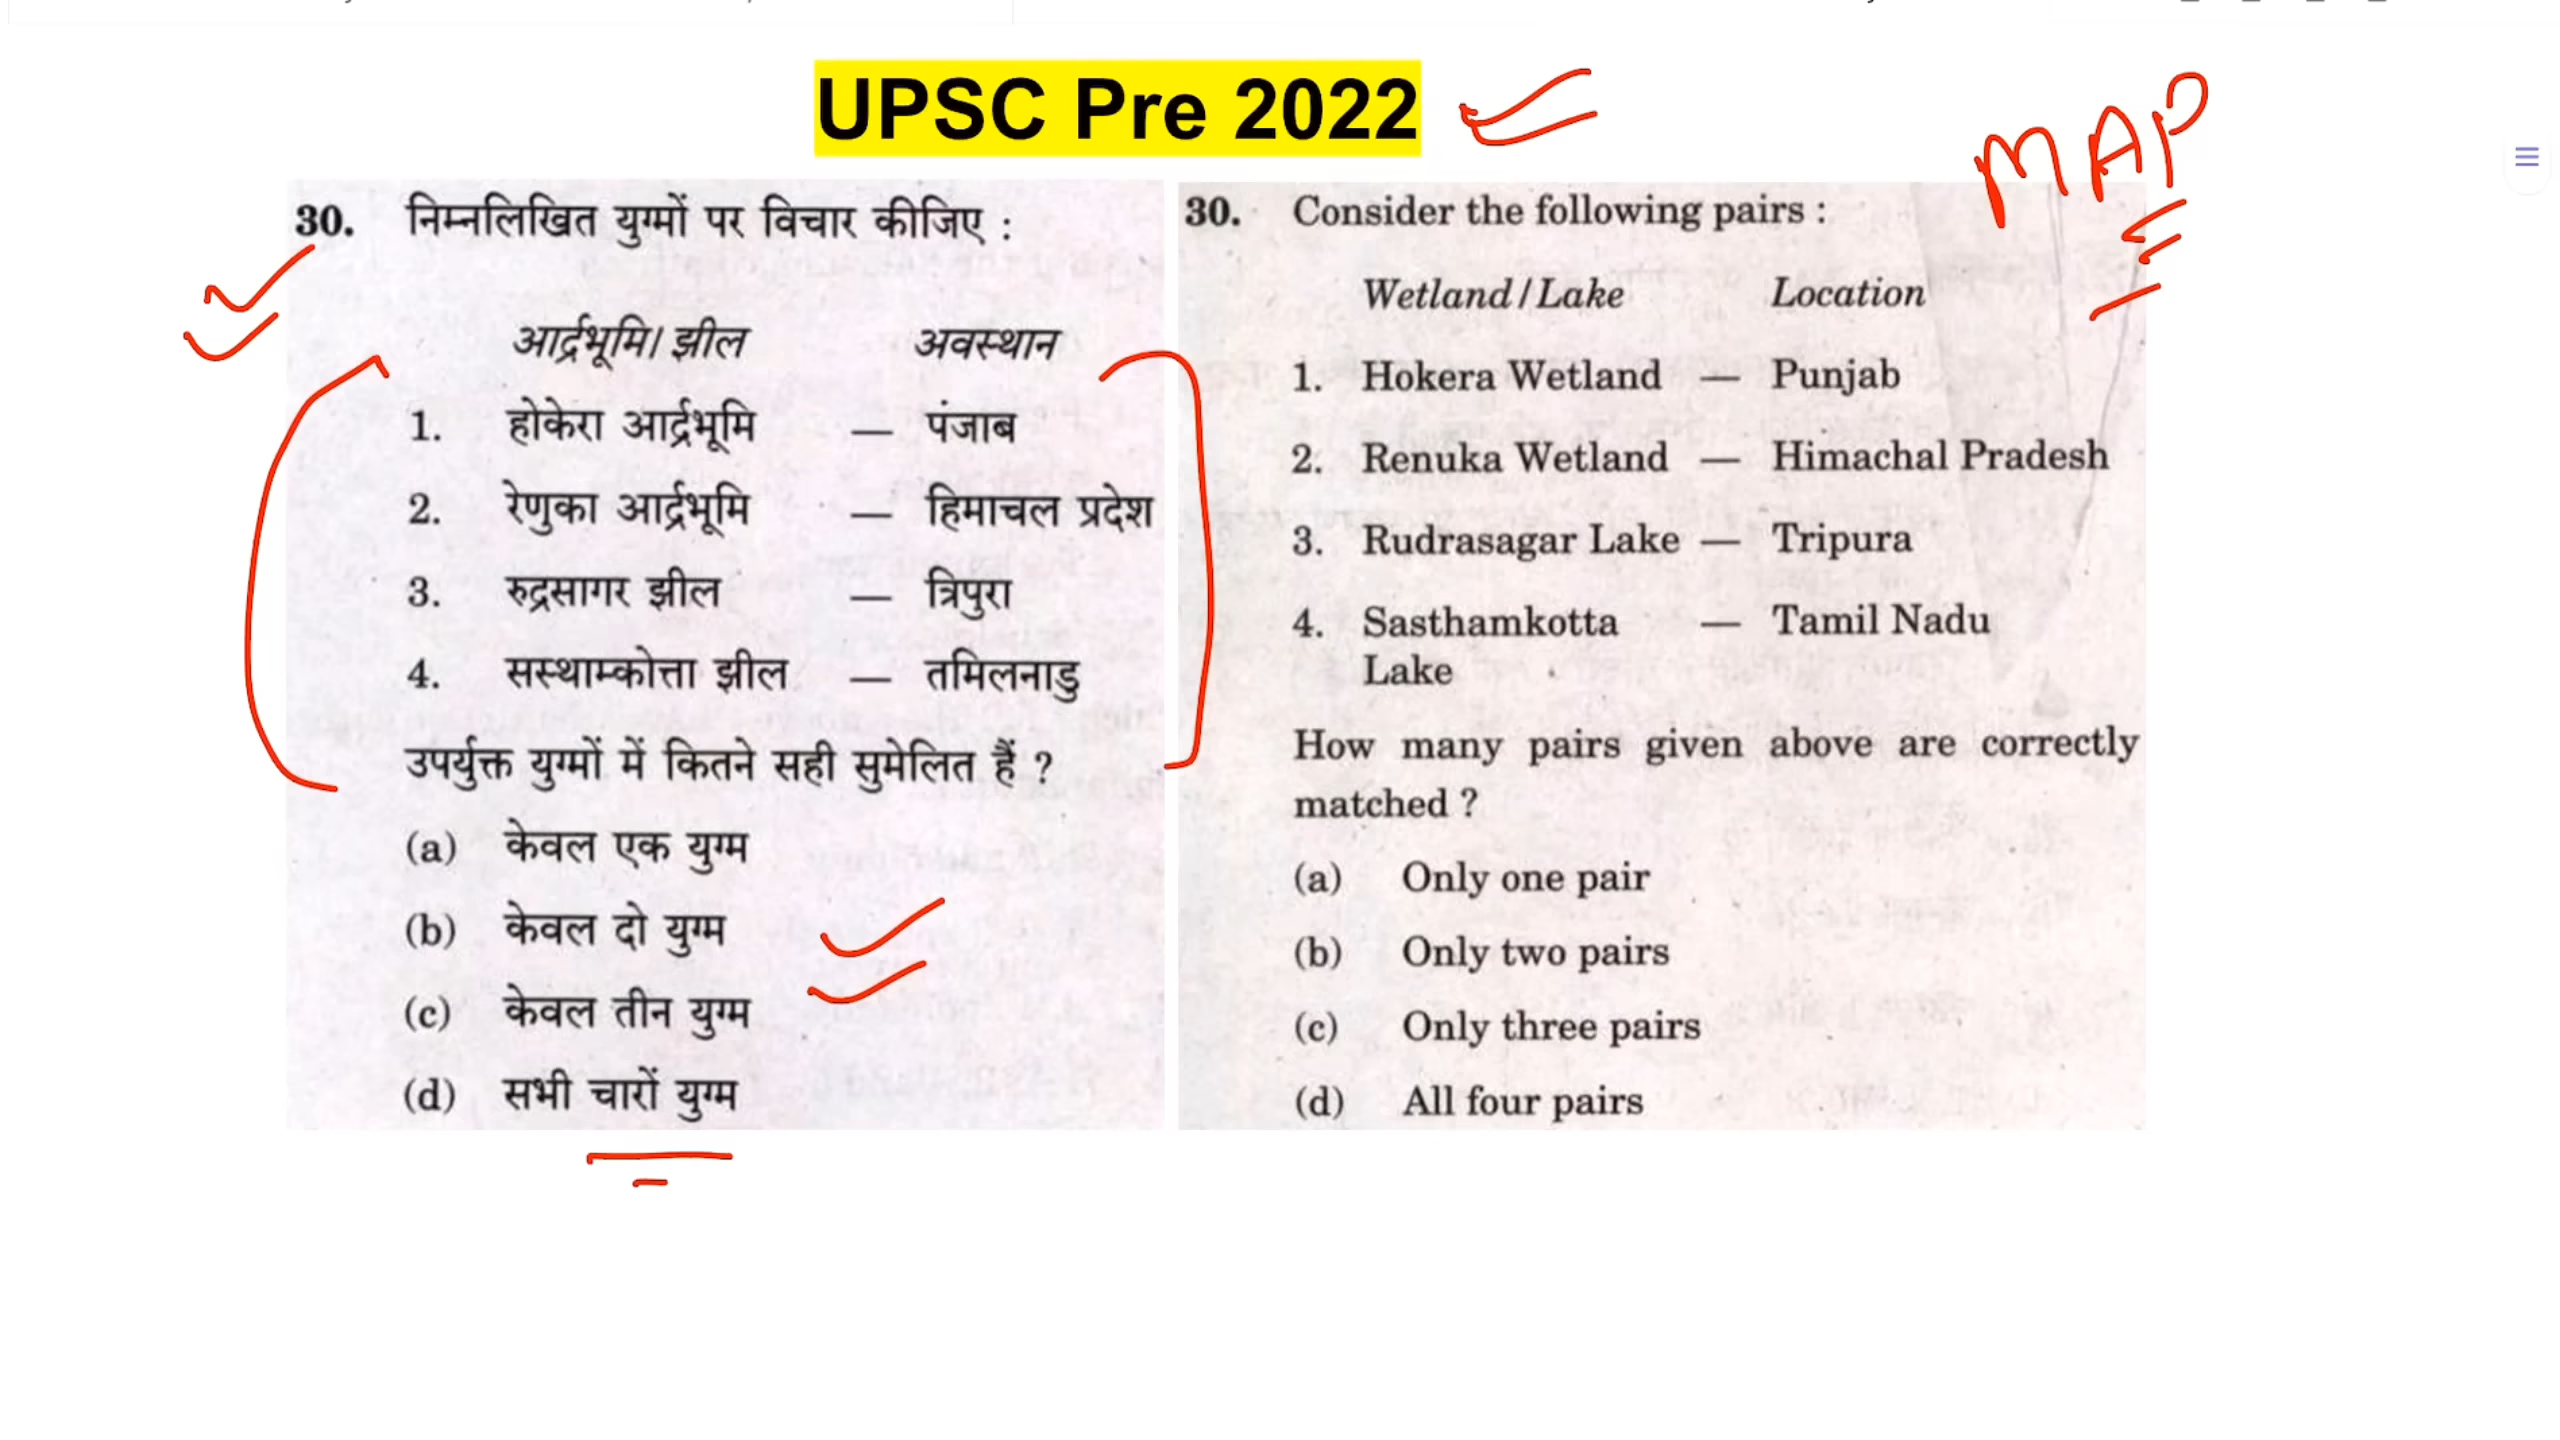 UPSC Pre 2022
MAP
30. निम्नलिखित युग्मों पर विचार कीजिए :
आर्द्रभूमि/झील अवस्थान
1. होकेरा आर्द्रभूमि — पंजाब
2. रेणुका आर्द्रभूमि — हिमाचल प्रदेश
3. रुद्रसागर झील — त्रिपुरा
4. सस्थाम्कोत्ता झील — तमिलनाडु
उपर्युक्त युग्मों में कितने सही सुमेलित हैं ?
(a) केवल एक युग्म
(b) केवल दो युग्म
(c) केवल तीन युग्म
(d) सभी चारों युग्म
30. Consider the following pairs :
Wetland / Lake Location
1. Hokera Wetland — Punjab
2. Renuka Wetland — Himachal Pradesh
3. Rudrasagar Lake — Tripura
4. Sasthamkotta — Tamil Nadu
Lake
How many pairs given above are correctly
matched ?
(a) Only one pair
(b) Only two pairs
(c) Only three pairs
(d) All four pairs